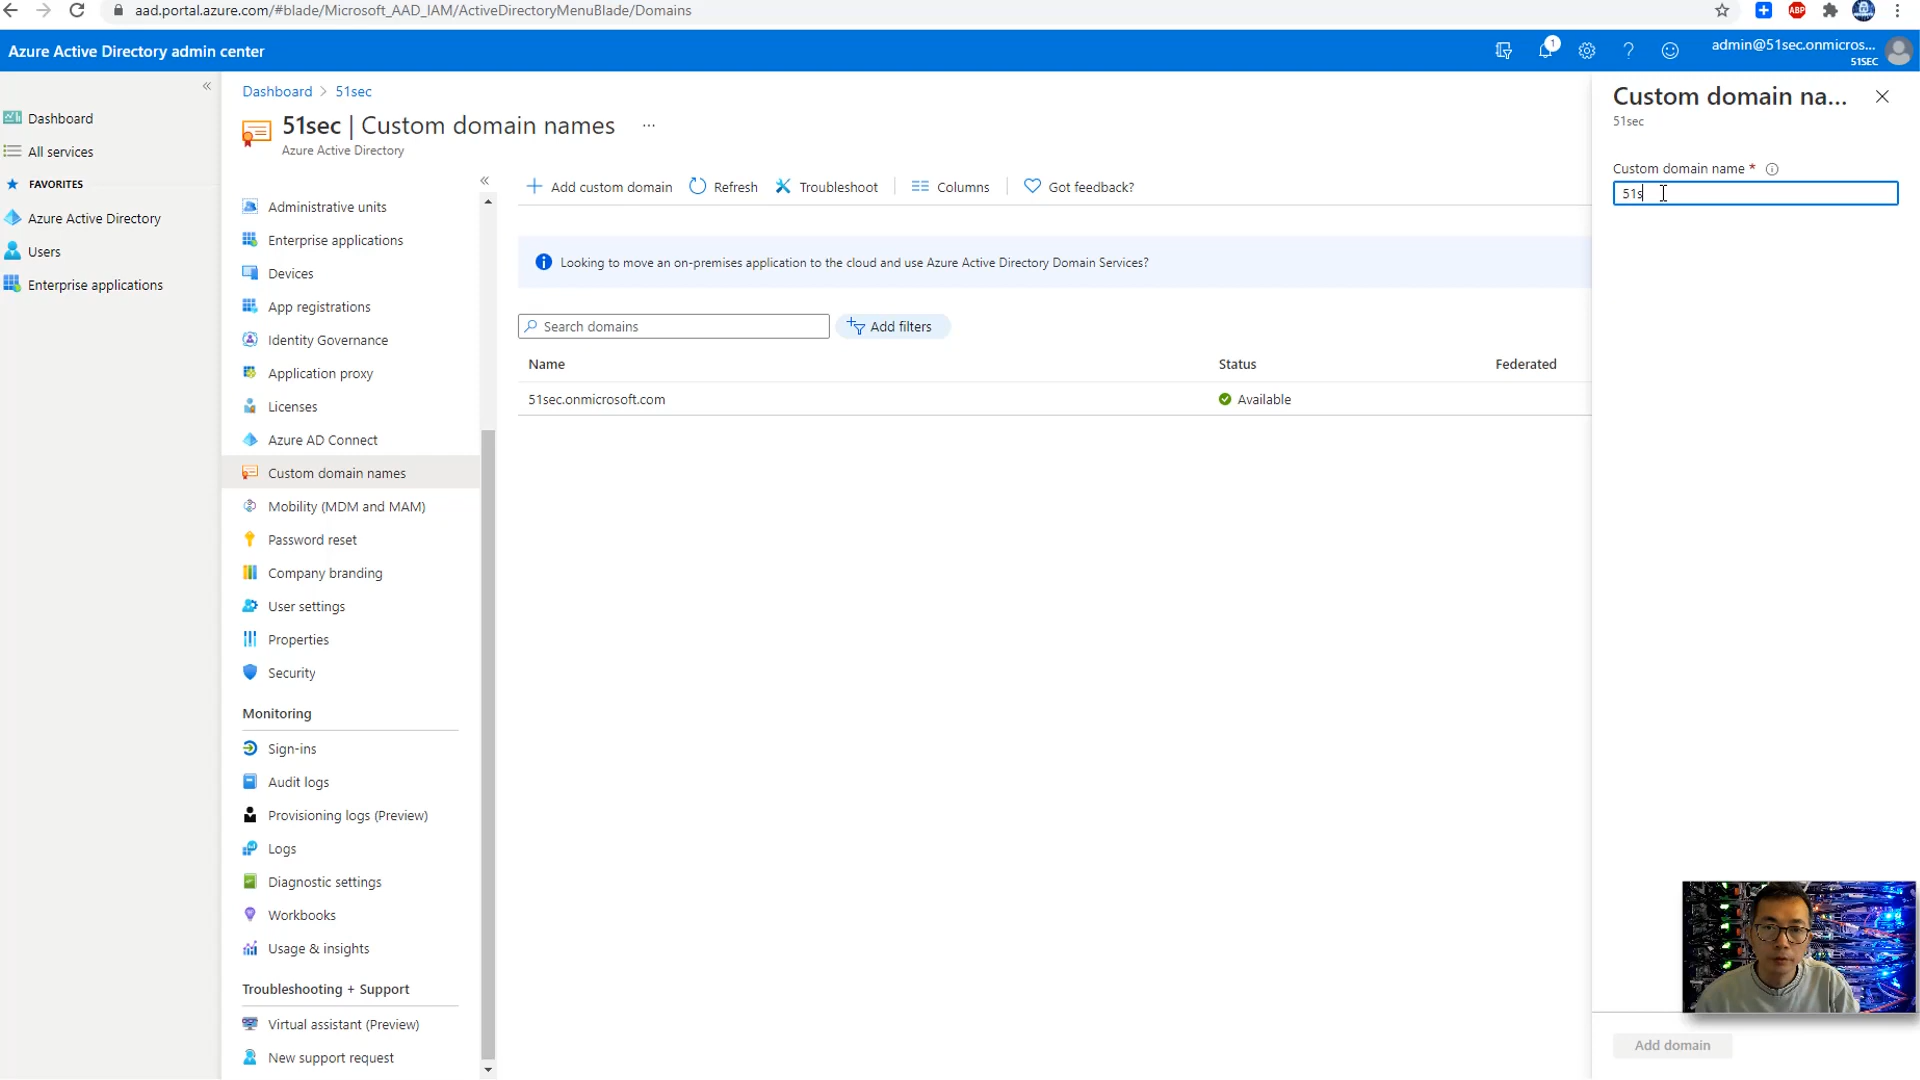 aad.portal.azure.com/#blade/Microsoft_AAD_IAM/ActiveDirectoryMenuBlade/Domains
ABP
Azure Active Directory admin center
1
admin@51sec.onmicros...
51SEC
Dashboard
All services
FAVORITES
Azure Active Directory
Users
Enterprise applications
Dashboard > 51sec
51sec | Custom domain names ...
Azure Active Directory
Administrative units
Enterprise applications
Devices
App registrations
Identity Governance
Application proxy
Licenses
Azure AD Connect
Custom domain names
Mobility (MDM and MAM)
Password reset
Company branding
User settings
Properties
Security
Monitoring
Sign-ins
Audit logs
Provisioning logs (Preview)
Logs
Diagnostic settings
Workbooks
Usage & insights
Troubleshooting + Support
Virtual assistant (Preview)
New support request
Add custom domain Refresh Troubleshoot Columns Got feedback?
Looking to move an on-premises application to the cloud and use Azure Active Directory Domain Services?
Search domains Add filters
Name Status Federated
51sec.onmicrosoft.com Available
Custom domain na...
51sec
Custom domain name *
51s
Add domain